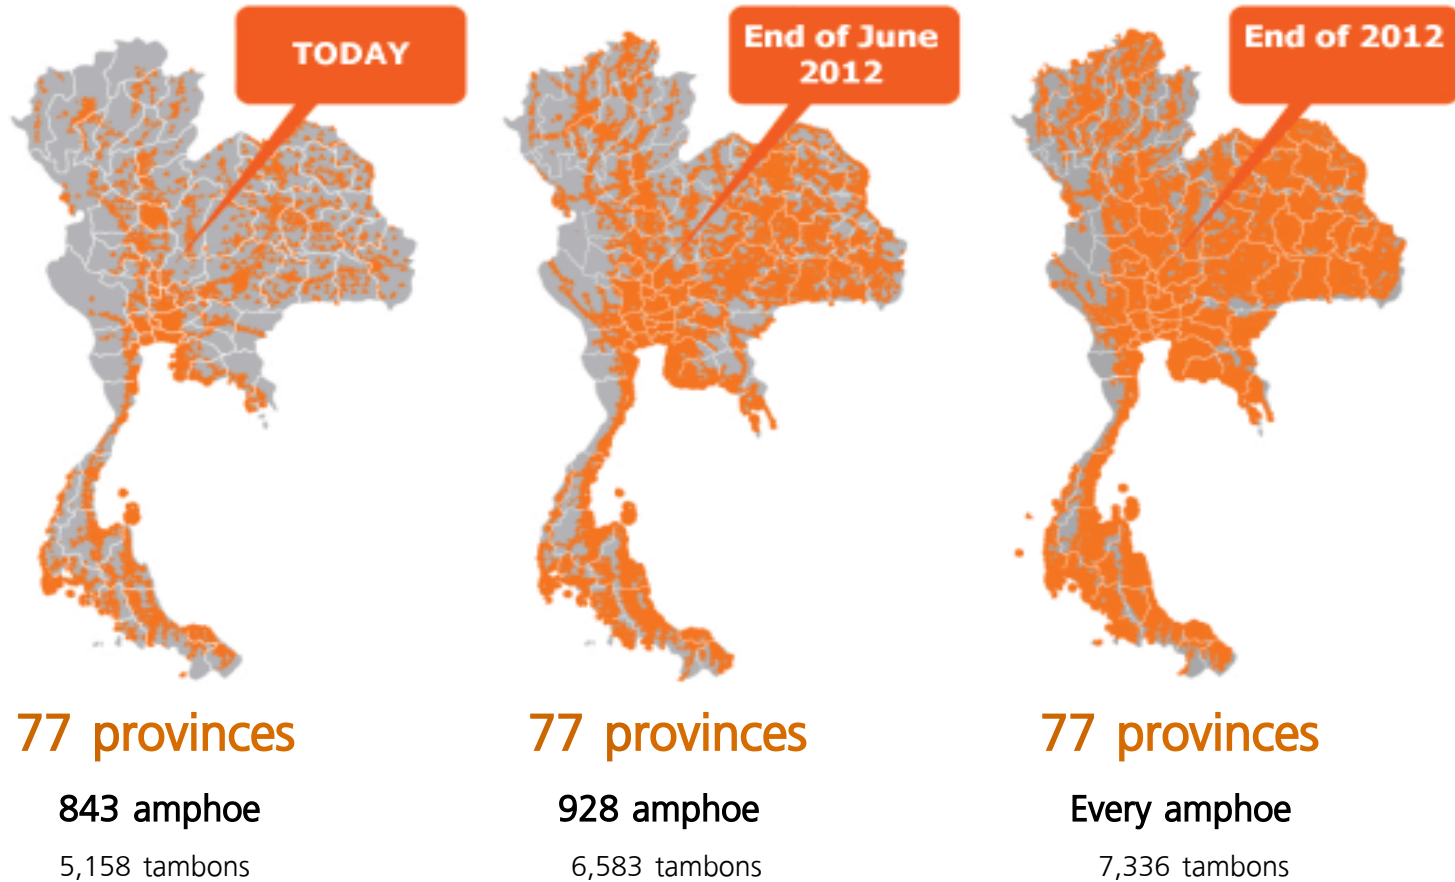 TODAY
End of June
2012
End of 2012
77 provinces
77 provinces
77 provinces
843 amphoe
928 amphoe
Every amphoe
5,158 tambons
6,583 tambons
7,336 tambons